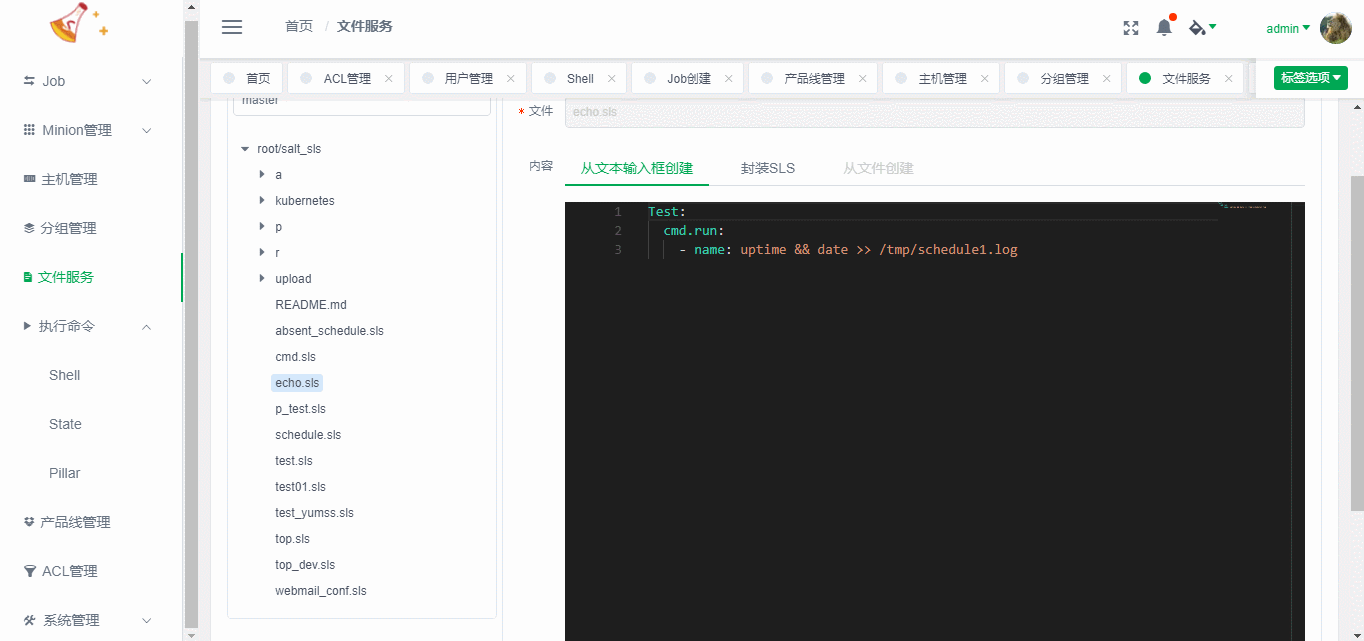 首页 / 文件服务
admin
首页
ACL管理
用户管理
Shell
Job创建
产品线管理
主机管理
分组管理
文件服务
标签选项
Job
Minion管理
主机管理
分组管理
文件服务
执行命令
Shell
State
Pillar
产品线管理
ACL管理
系统管理
master
root/salt_sls
a
kubernetes
p
r
upload
README.md
absent_schedule.sls
cmd.sls
echo.sls
p_test.sls
schedule.sls
test.sls
test01.sls
test_yumss.sls
top.sls
top_dev.sls
webmail_conf.sls
* 文件
echo.sls
内容
从文本输入框创建
封装SLS
从文件创建
1 Test:
2 cmd.run:
3 - name: uptime && date >> /tmp/schedule1.log